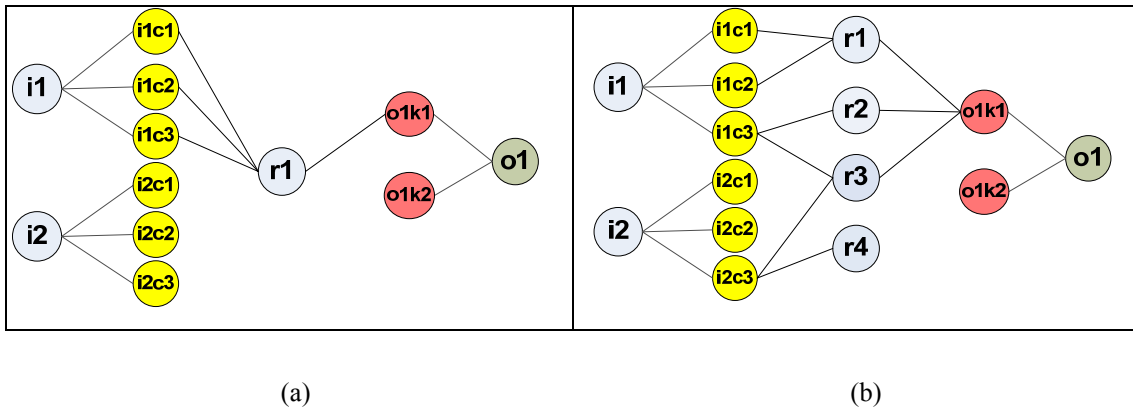 i1c1
i1
i1c2
i1c3
i2c1
i2
i2c2
i2c3
r1
o1k1
o1k2
o1
i1c1
i1
i1c2
i1c3
i2c1
i2
i2c2
i2c3
r1
r2
r3
r4
o1k1
o1k2
o1
(a)
(b)